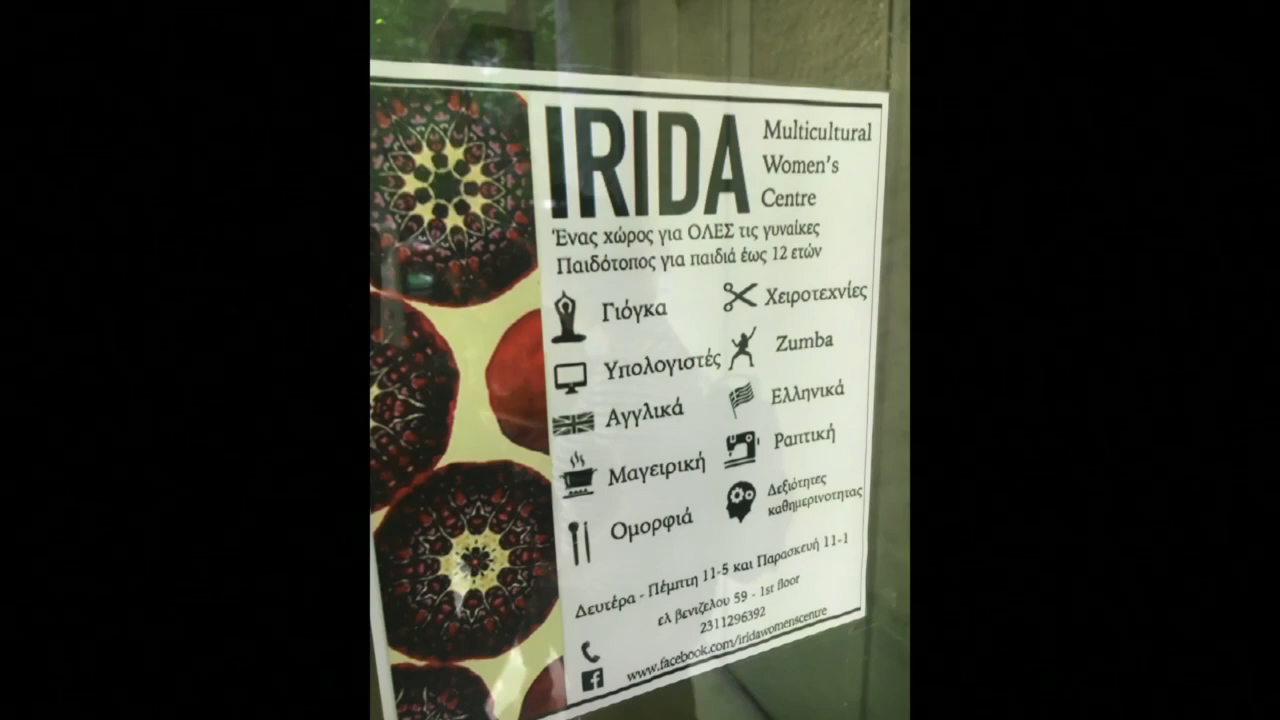 IRIDA
Multicultural
Women's
Centre
Ένας χώρος για ΟΛΕΣ τις γυναίκες
Παιδότοπος για παιδιά έως 12 ετών
Γιόγκα
Χειροτεχνίες
Υπολογιστές
Zumba
Αγγλικά
Ελληνικά
Μαγειρική
Ραπτική
Ομορφιά
Δεξιότητες
καθημερινοτητας
Δευτέρα - Πέμπτη 11-5 και Παρασκευή 11-1
ελ βενιζελου 59 - 1st floor
2311296392
www.facebook.com/iridawomenscentre